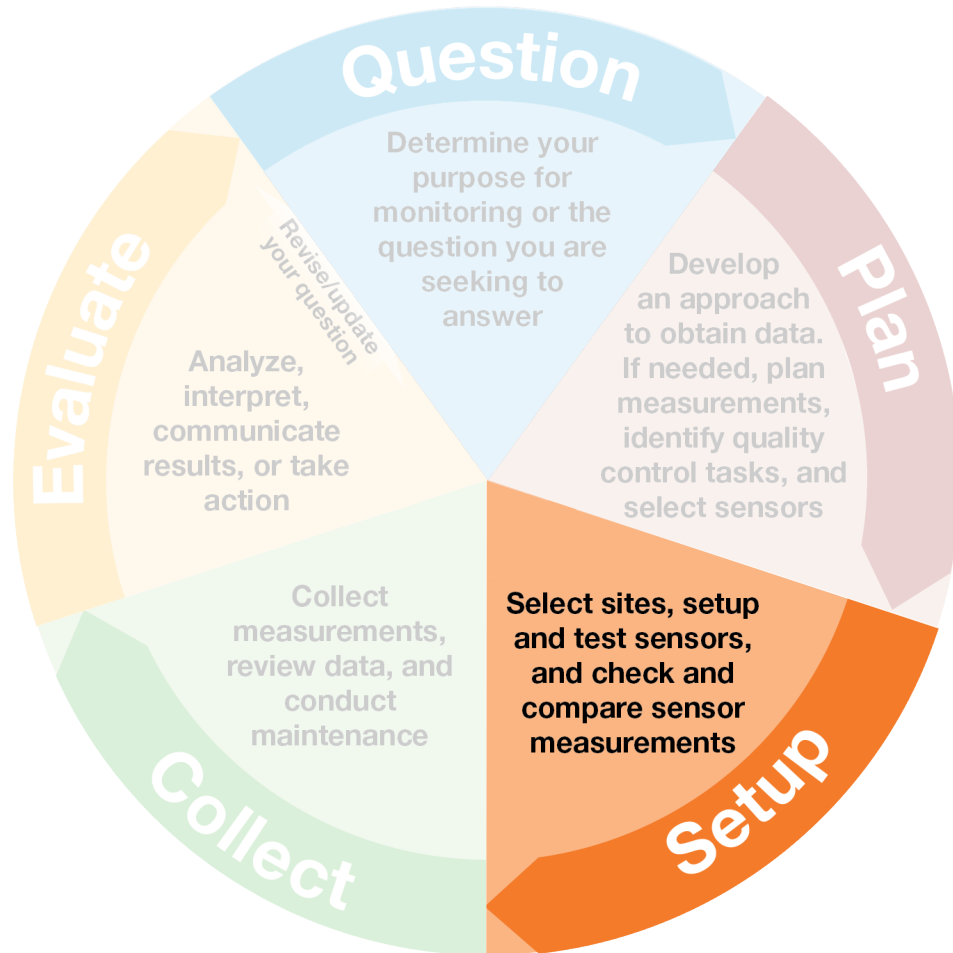 Question
Determine your
purpose for
monitoring or the
question you are
seeking to
answer
Plan
Develop
an approach
to obtain data.
If needed, plan
measurements,
identify quality
control tasks, and
select sensors
Setup
Select sites, setup
and test sensors,
and check and
compare sensor
measurements
Collect
Collect
measurements,
review data, and
conduct
maintenance
Evaluate
Analyze,
interpret,
communicate
results, or take
action
Revise/update
your question